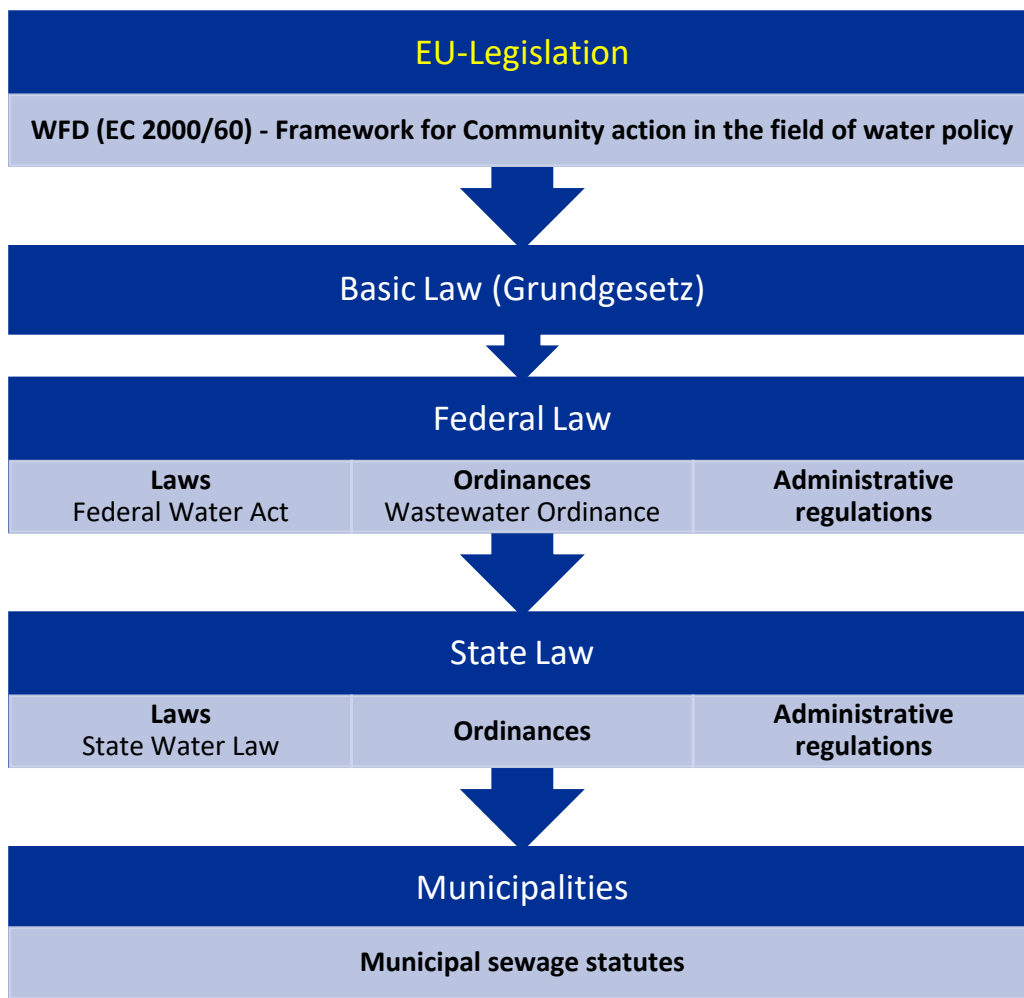 EU-Legislation
WFD (EC 2000/60) - Framework for Community action in the field of water policy
Basic Law (Grundgesetz)
Federal Law
Laws
Federal Water Act
Ordinances
Wastewater Ordinance
Administrative
regulations
State Law
Laws
State Water Law
Ordinances
Administrative
regulations
Municipalities
Municipal sewage statutes